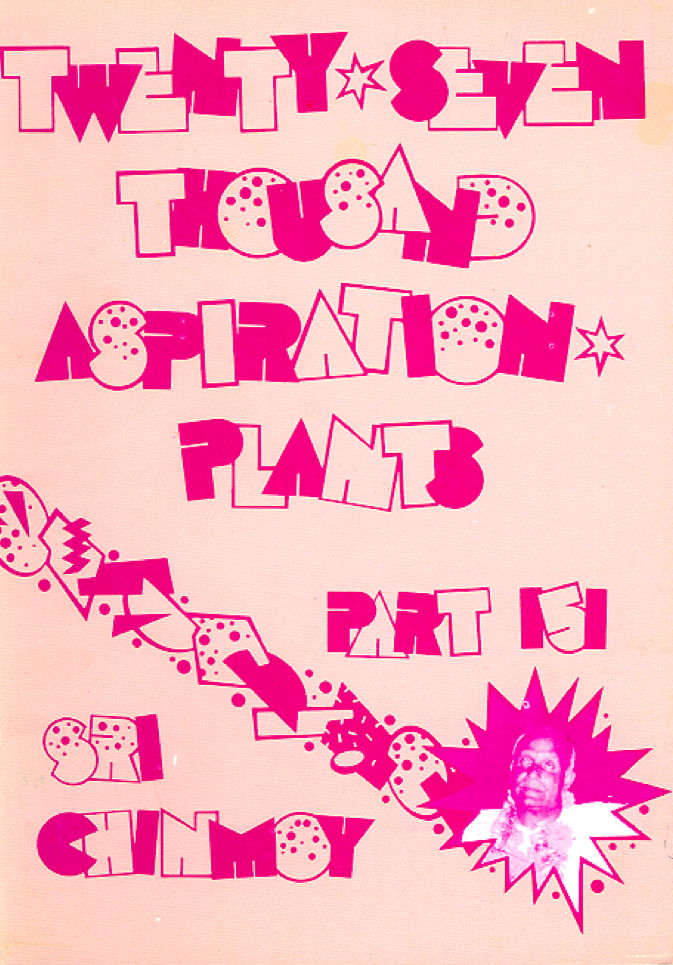 TWENTY☆SEVEN
THOUSAND
ASPIRATION☆
PLANTS
PART 151
SRI
CHINMOY